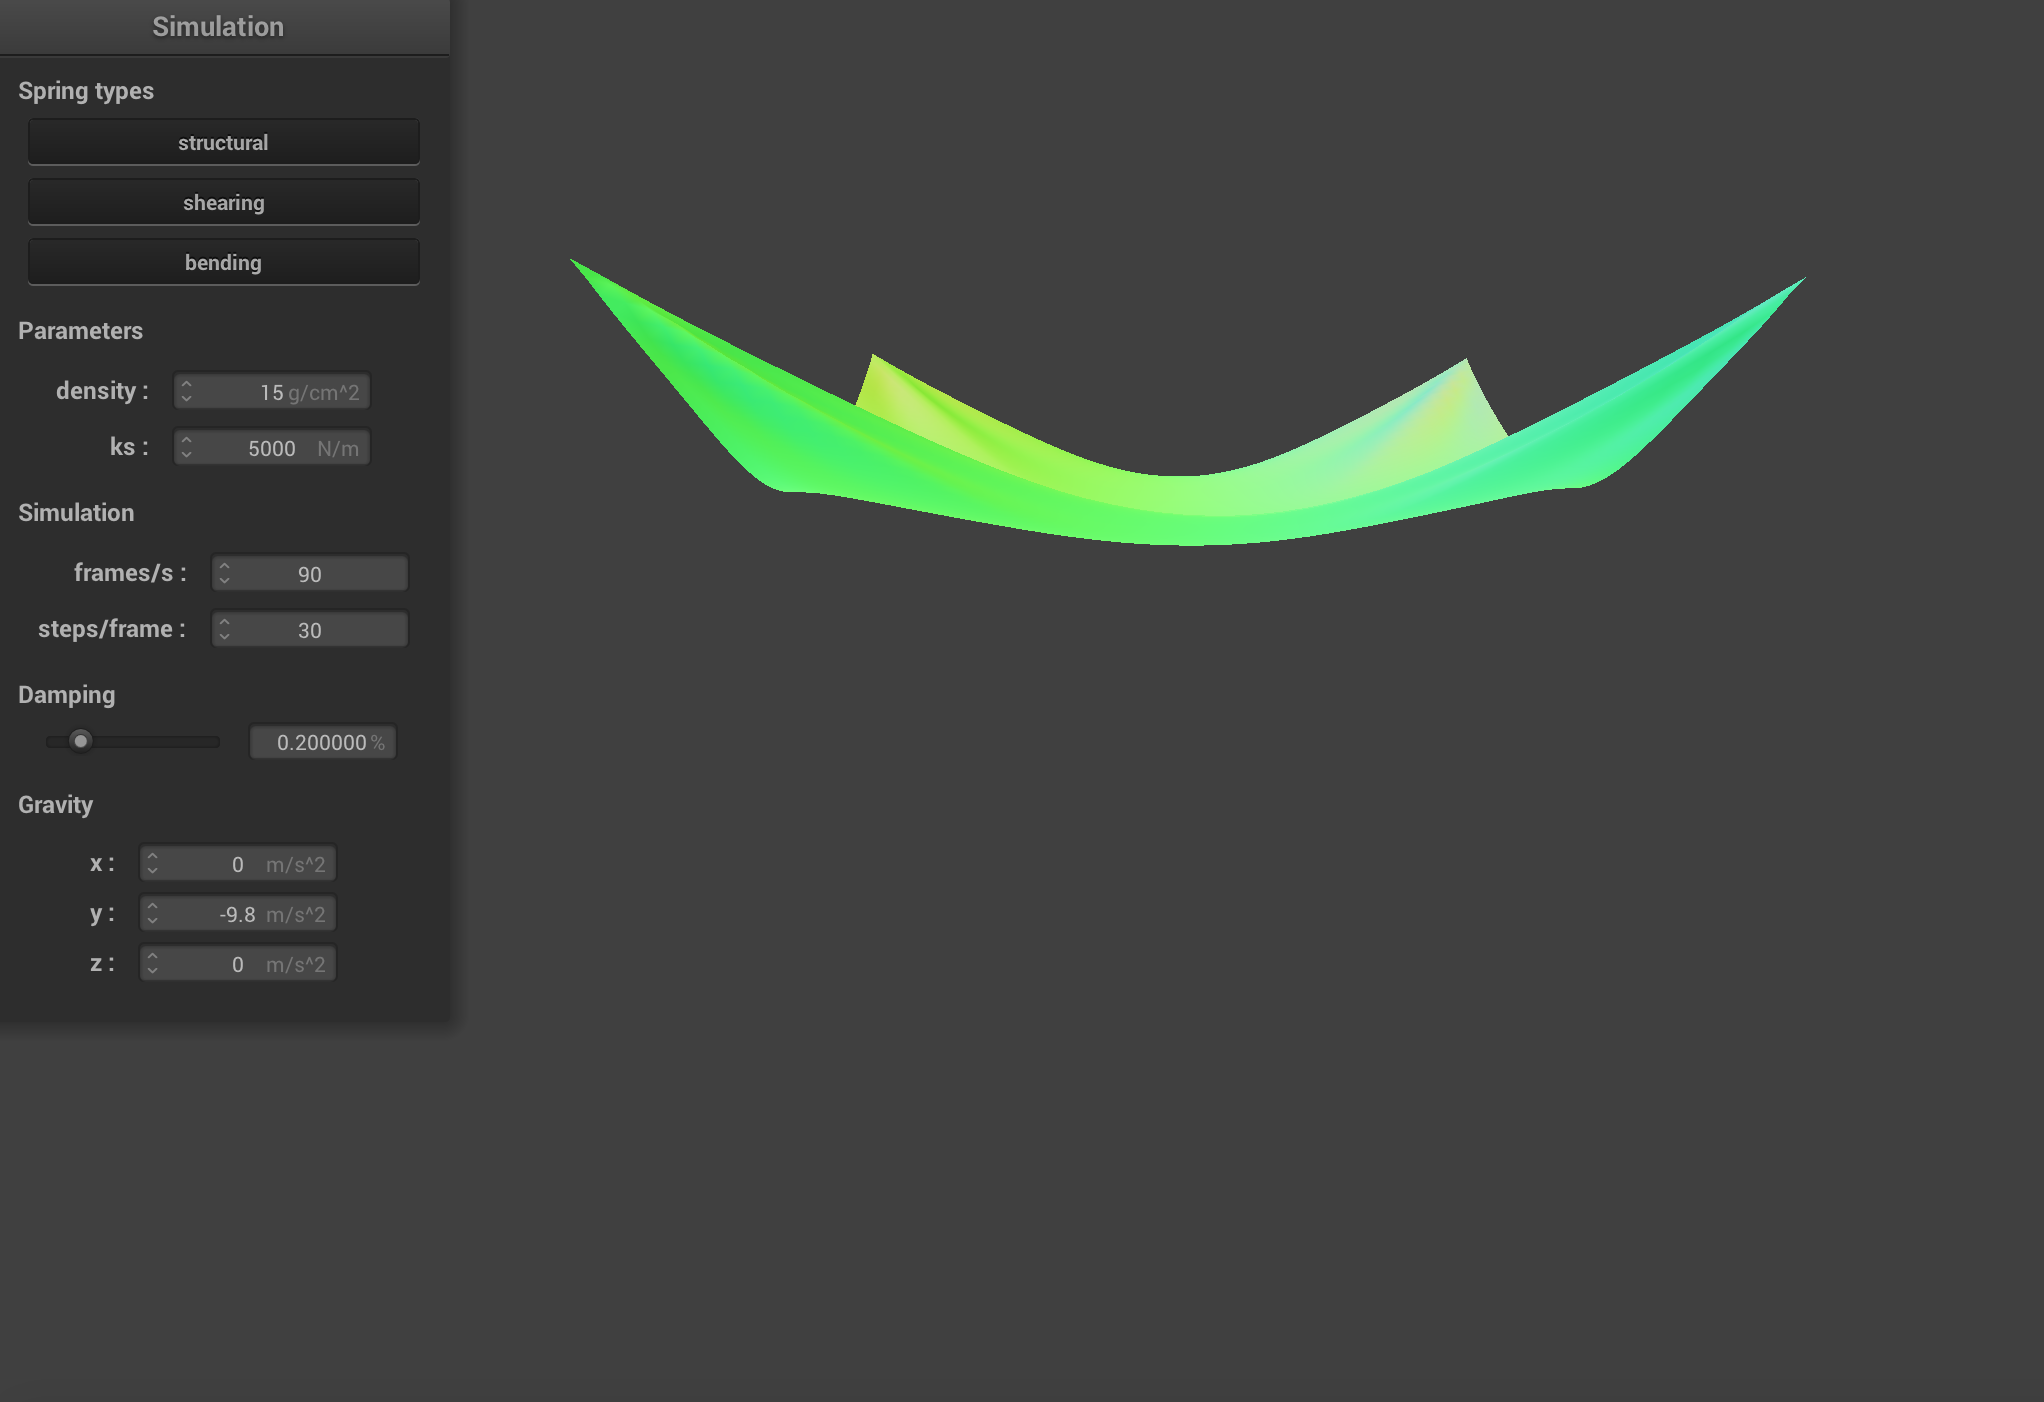 Simulation
Spring types
structural
shearing
bending
Parameters
density : 15 g/cm^2
ks : 5000 N/m
Simulation
frames/s : 90
steps/frame : 30
Damping
0.200000 %
Gravity
x : 0 m/s^2
y : -9.8 m/s^2
z : 0 m/s^2